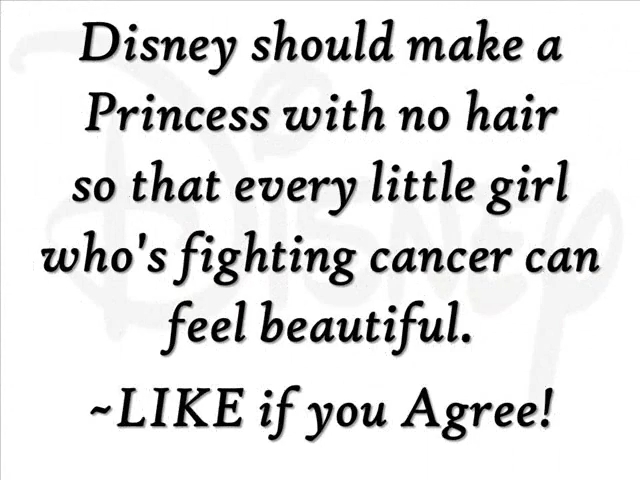 Disney should make a
Princess with no hair
so that every little girl
who's fighting cancer can
feel beautiful.
~LIKE if you Agree!
Disney